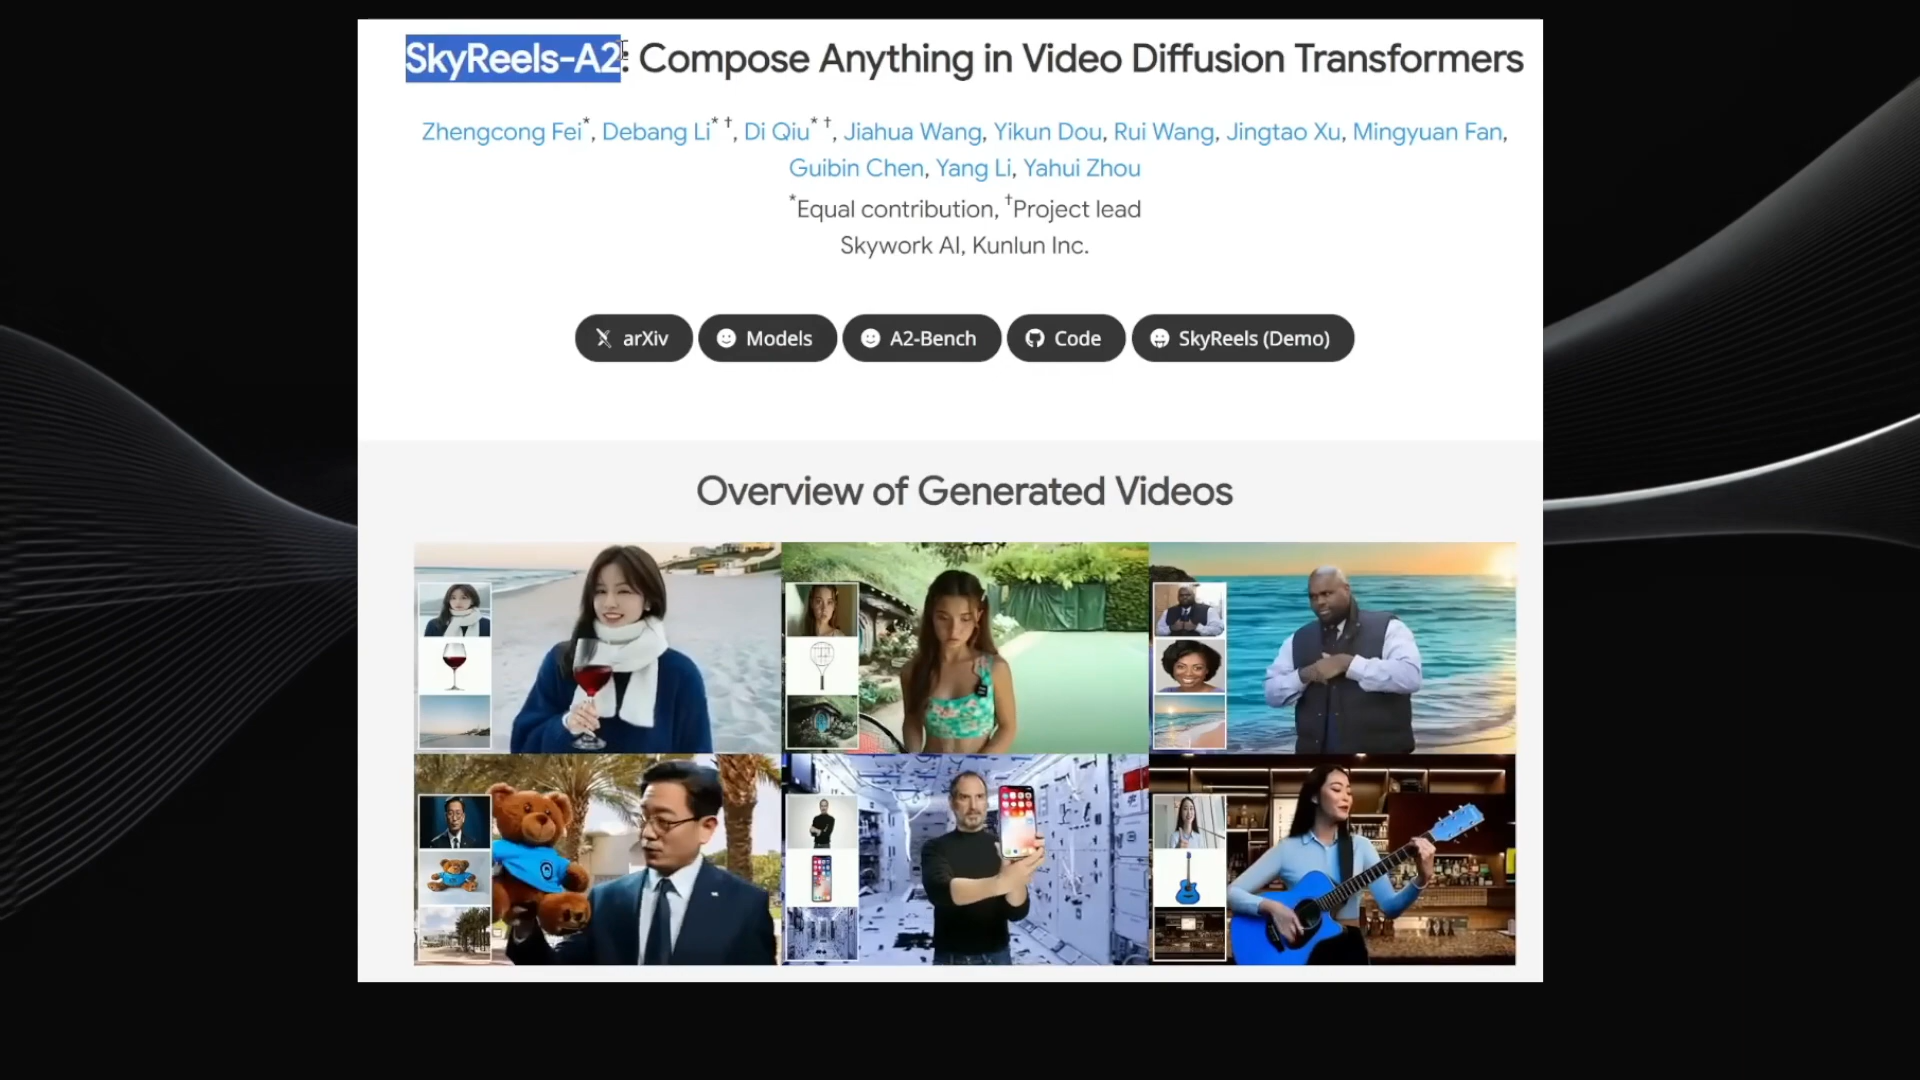 SkyReels-A2: Compose Anything in Video Diffusion Transformers
Zhengcong Fei*, Debang Li* †, Di Qiu* †, Jiahua Wang, Yikun Dou, Rui Wang, Jingtao Xu, Mingyuan Fan,
Guibin Chen, Yang Li, Yahui Zhou
*Equal contribution, †Project lead
Skywork AI, Kunlun Inc.
arXiv Models A2-Bench Code SkyReels (Demo)
Overview of Generated Videos